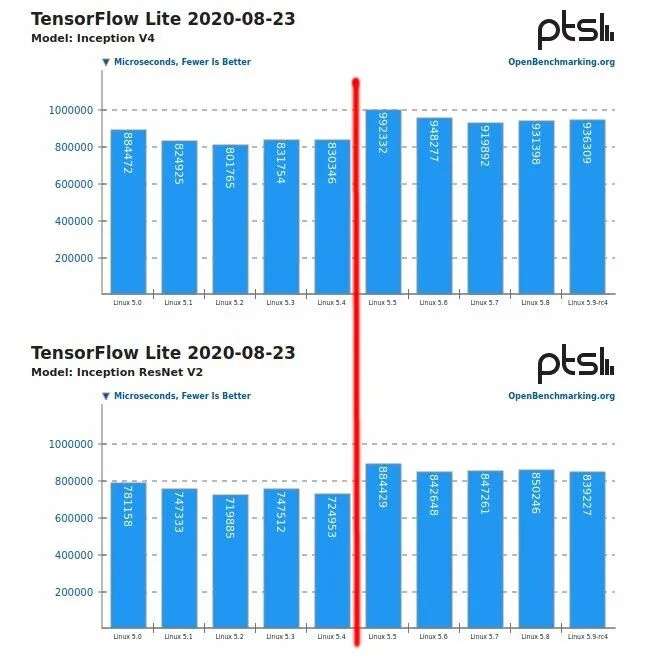 TensorFlow Lite 2020-08-23
Model: Inception V4
pts
Microseconds, Fewer Is Better
OpenBenchmarking.org
1000000
800000
600000
400000
200000
884472
824925
801765
831754
830346
992332
948277
919892
931398
936309
Linux 5.0
Linux 5.1
Linux 5.2
Linux 5.3
Linux 5.4
Linux 5.5
Linux 5.6
Linux 5.7
Linux 5.8
Linux 5.9-rc4
TensorFlow Lite 2020-08-23
Model: Inception ResNet V2
pts
Microseconds, Fewer Is Better
OpenBenchmarking.org
1000000
800000
600000
400000
200000
781158
747333
719885
747512
724953
884429
842648
847261
850246
839227
Linux 5.0
Linux 5.1
Linux 5.2
Linux 5.3
Linux 5.4
Linux 5.5
Linux 5.6
Linux 5.7
Linux 5.8
Linux 5.9-rc4